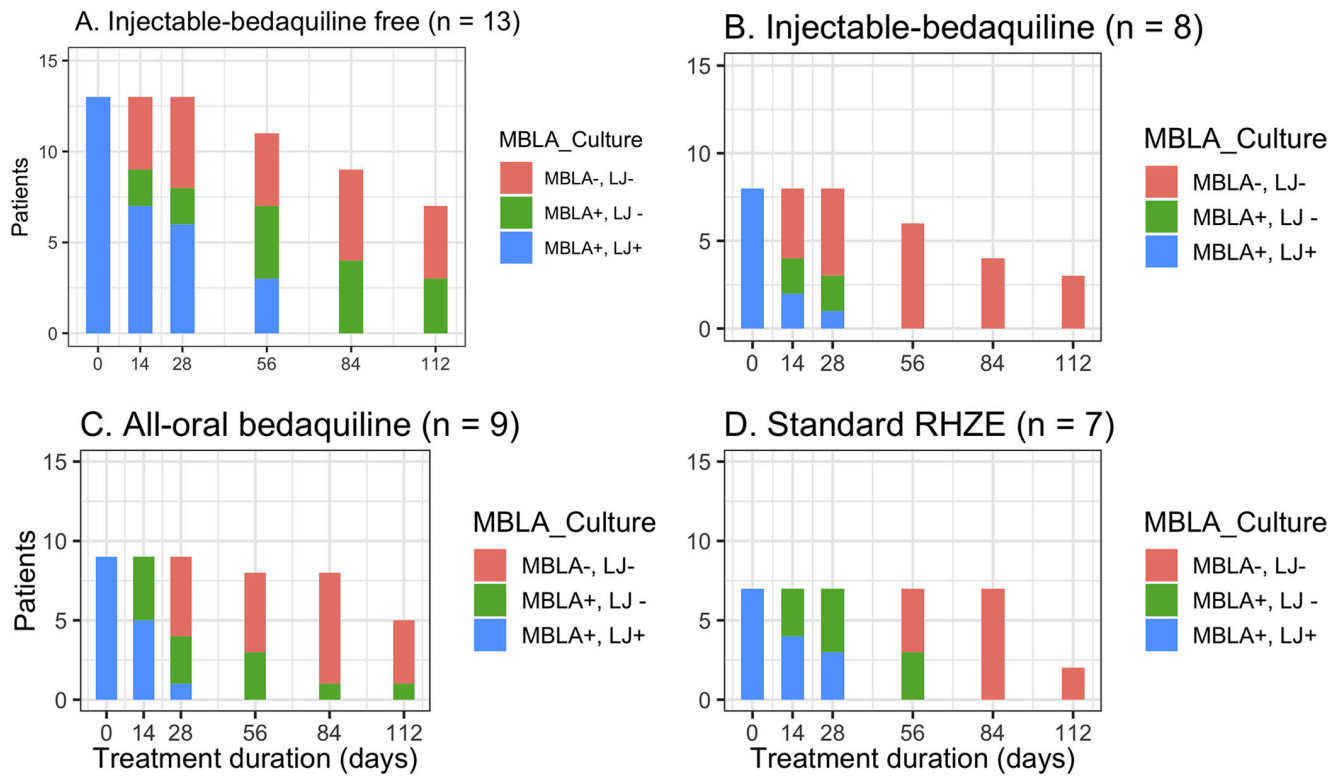 A. Injectable-bedaquiline free (n = 13)
15
10
5
0
Patients
0 14 28 56 84 112
MBLA_Culture
MBLA-, LJ-
MBLA+, LJ -
MBLA+, LJ+
B. Injectable-bedaquiline (n = 8)
15
10
5
0
0 14 28 56 84 112
MBLA_Culture
MBLA-, LJ-
MBLA+, LJ -
MBLA+, LJ+
C. All-oral bedaquiline (n = 9)
15
10
5
0
Patients
0 14 28 56 84 112
Treatment duration (days)
MBLA_Culture
MBLA-, LJ-
MBLA+, LJ -
MBLA+, LJ+
D. Standard RHZE (n = 7)
15
10
5
0
0 14 28 56 84 112
Treatment duration (days)
MBLA_Culture
MBLA-, LJ-
MBLA+, LJ -
MBLA+, LJ+